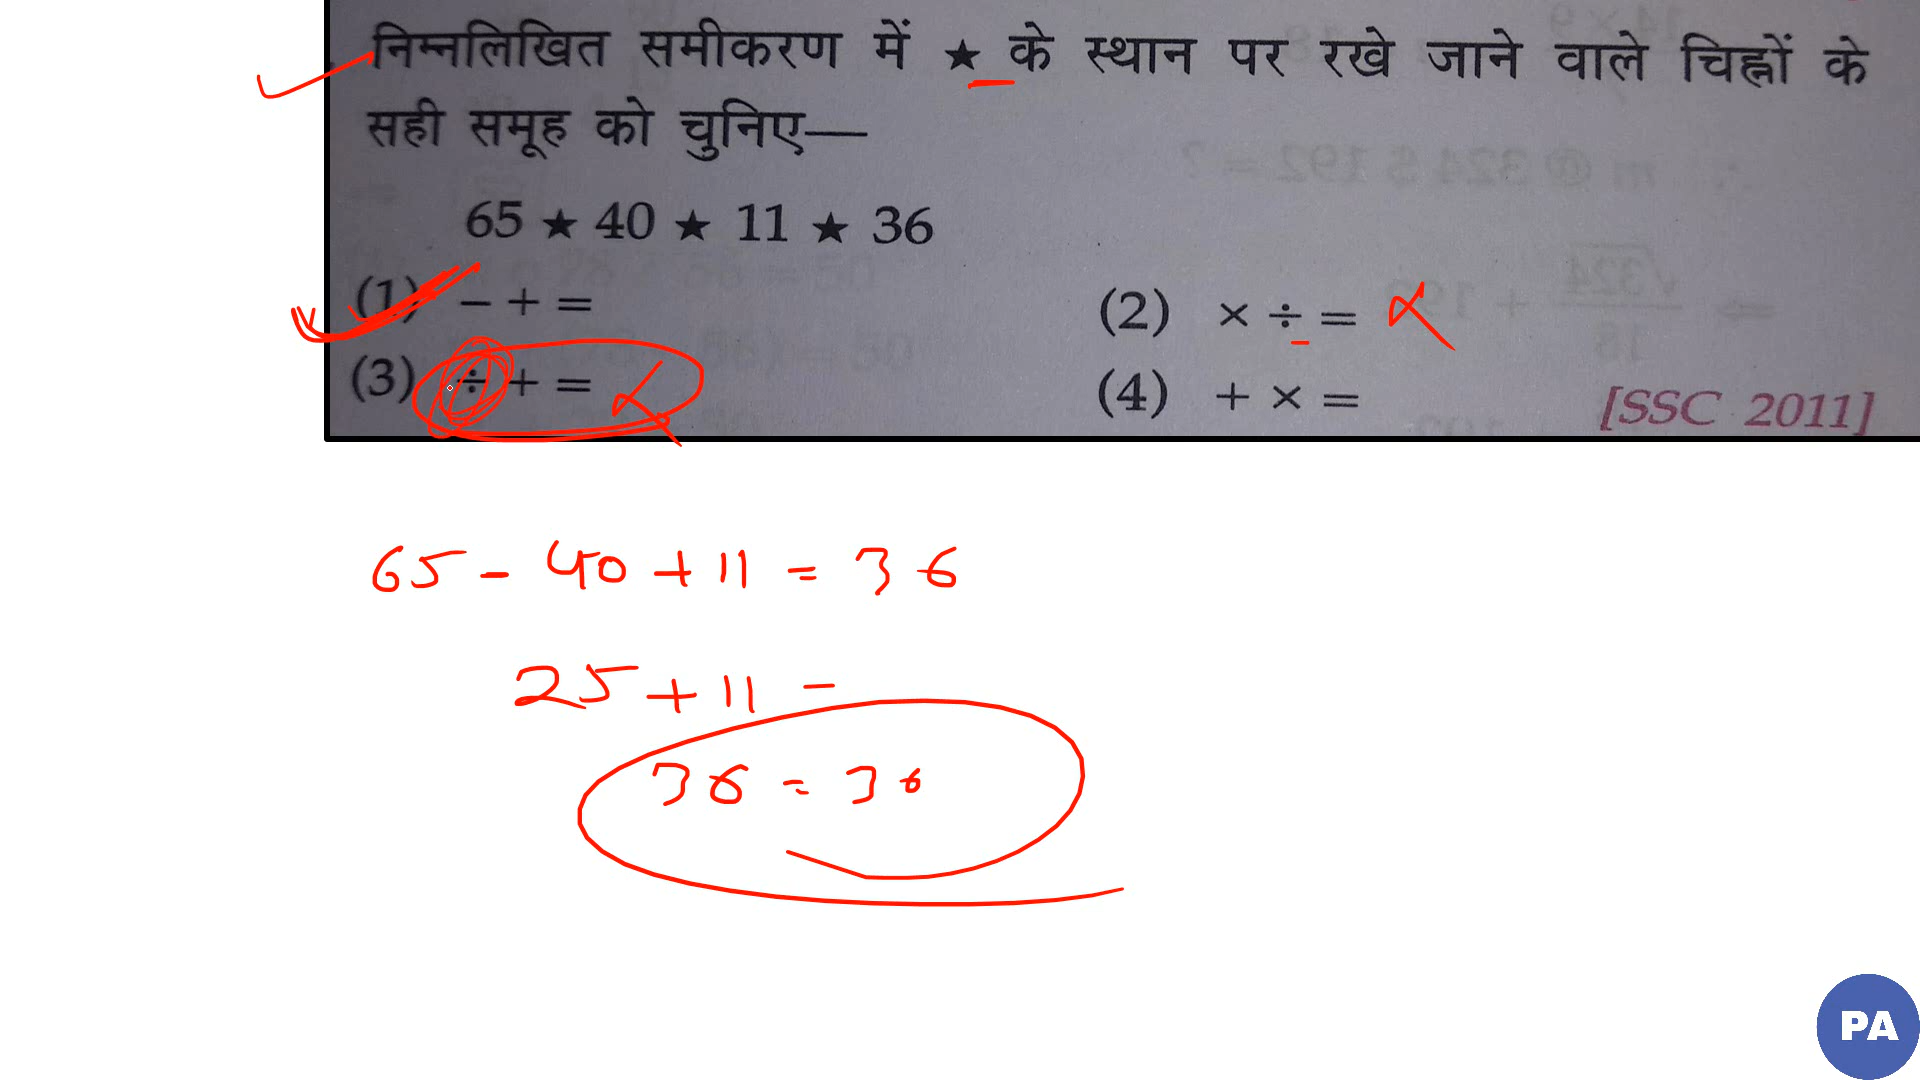 निम्नलिखित समीकरण में ★ के स्थान पर रखे जाने वाले चिह्नों के
सही समूह को चुनिए—
65 ★ 40 ★ 11 ★ 36
(1) − + =
(2) × ÷ =
(3) ÷ + =
(4) + × =
[SSC 2011]
65 - 40 + 11 = 36
25 + 11 -
36 = 36
PA